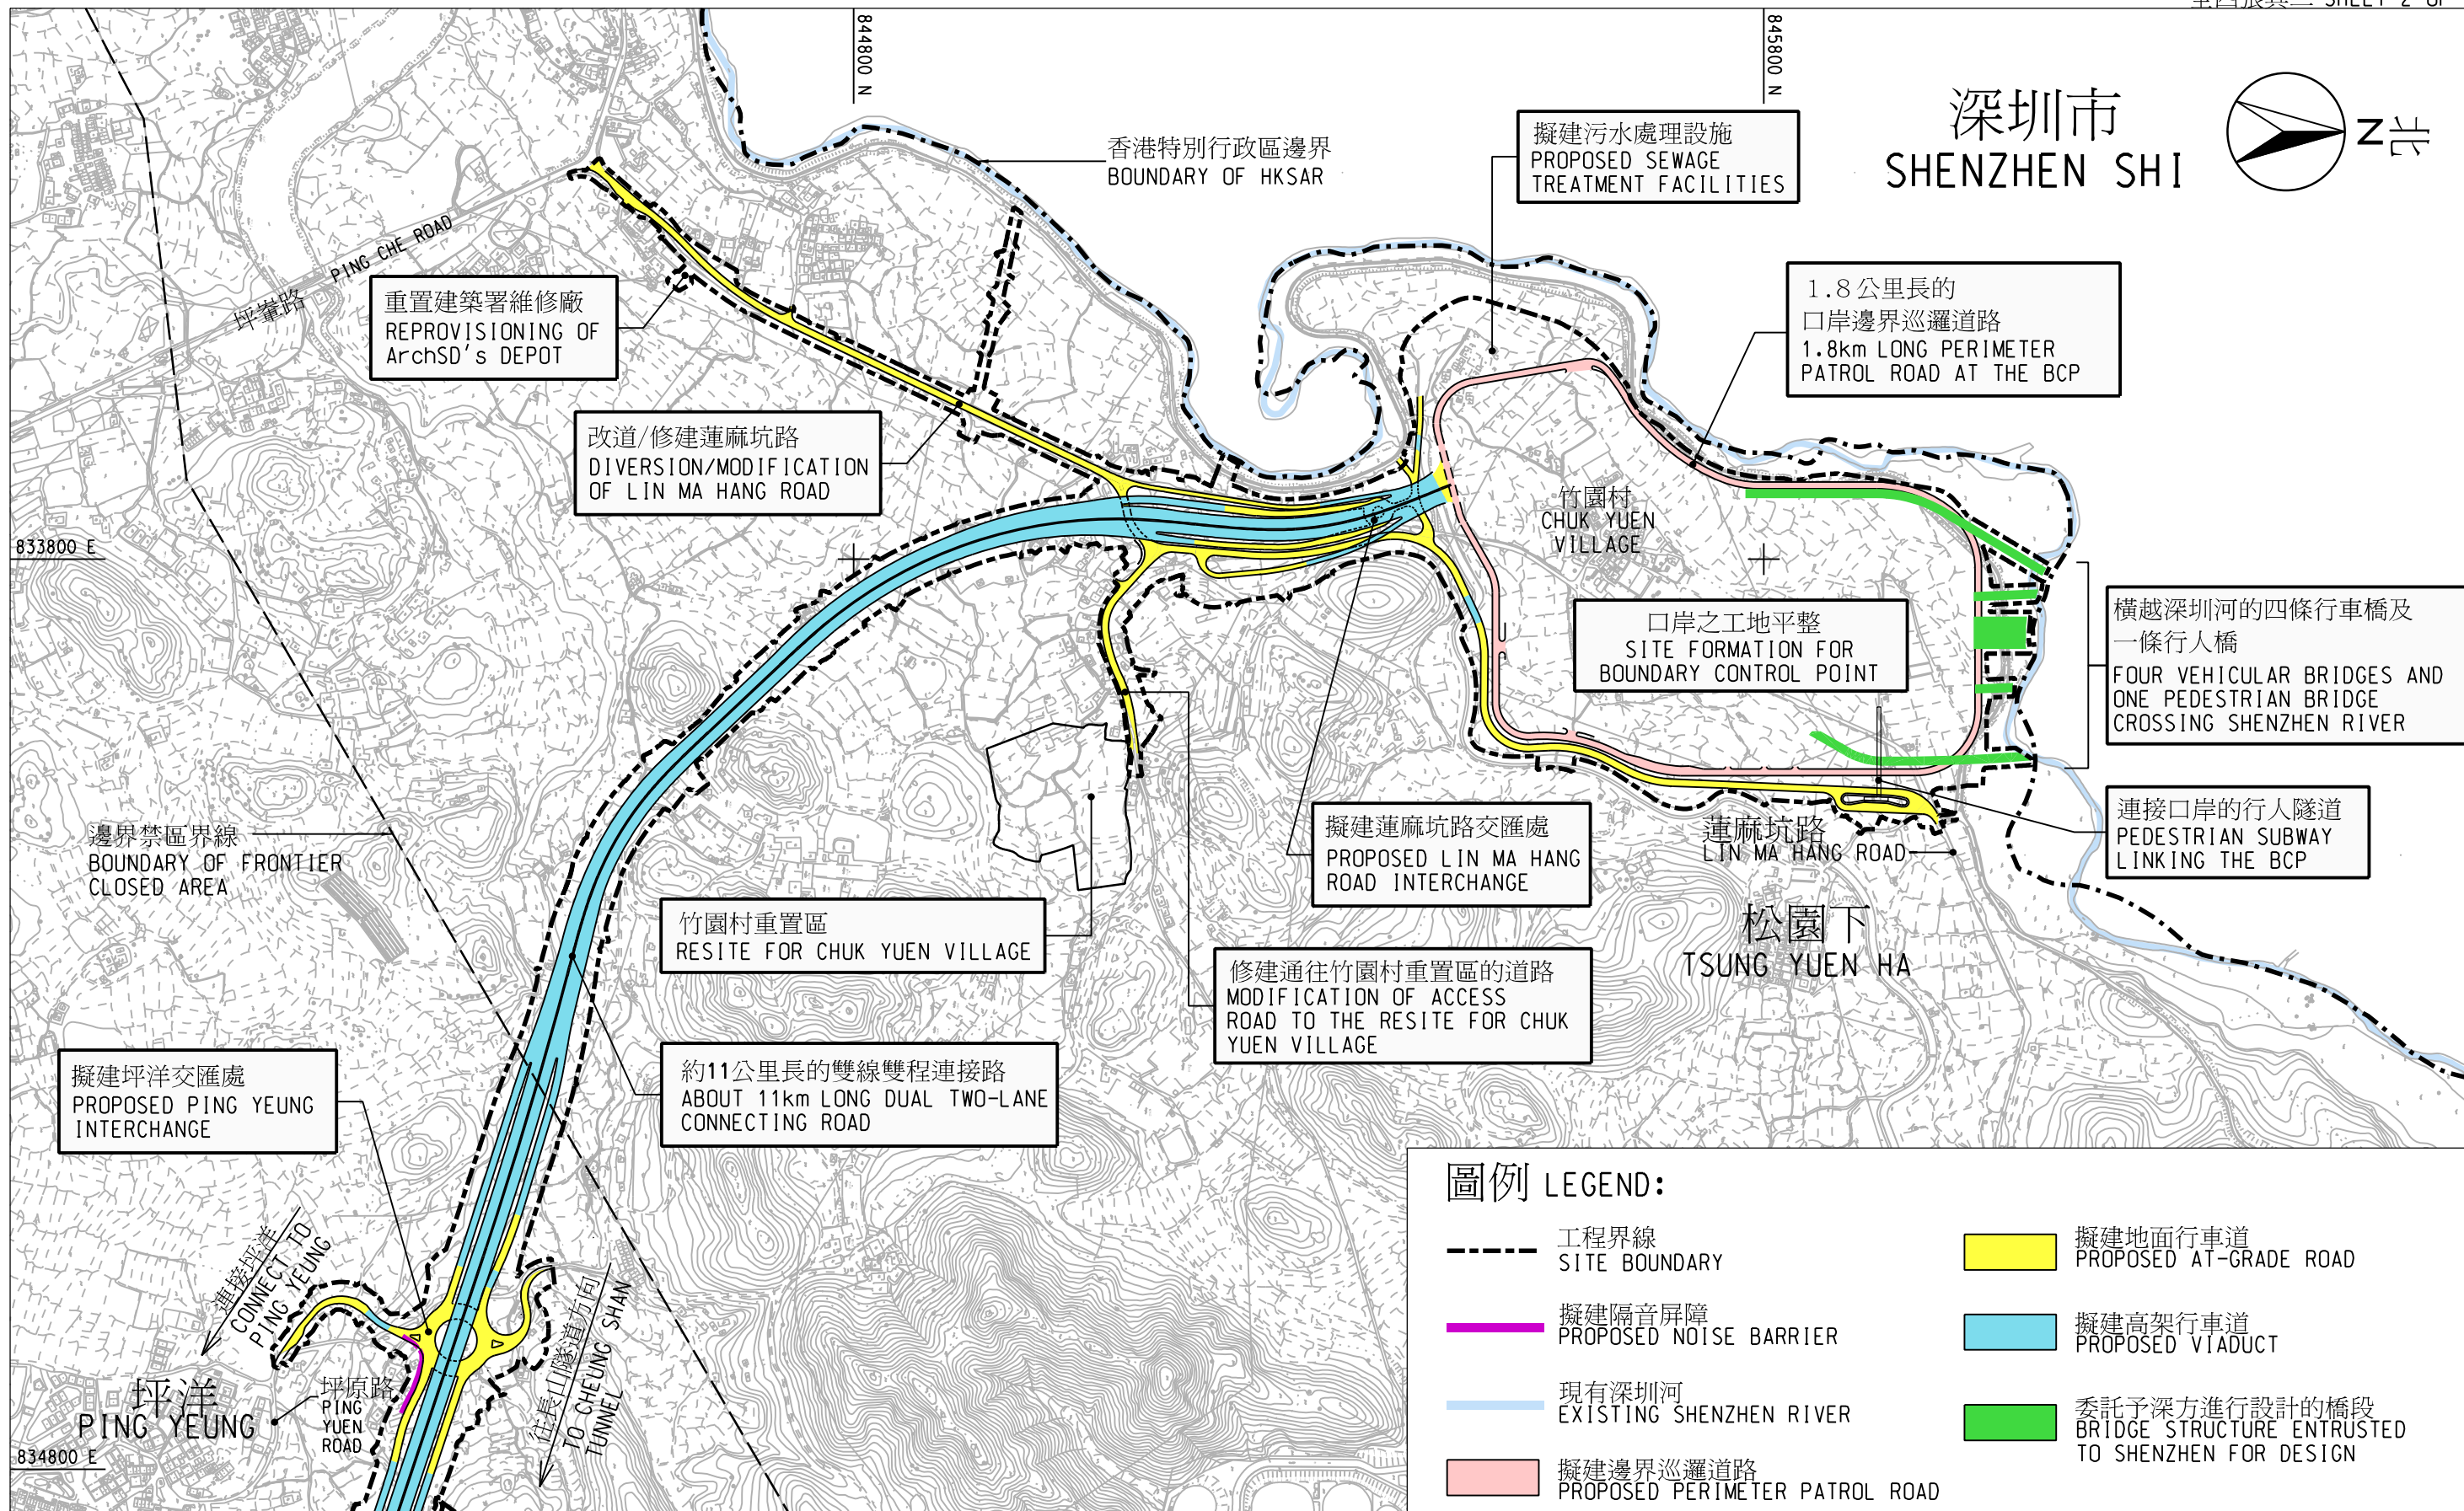 SHEET 2 OF
844800 N
845800 N
深圳市
SHENZHEN SHI
北
N
香港特別行政區邊界
BOUNDARY OF HKSAR
擬建污水處理設施
PROPOSED SEWAGE
TREATMENT FACILITIES
坪輋路
PING CHE ROAD
重置建築署維修廠
REPROVISIONING OF
ArchSD's DEPOT
1.8公里長的
口岸邊界巡邏道路
1.8km LONG PERIMETER
PATROL ROAD AT THE BCP
改道/修建蓮麻坑路
DIVERSION/MODIFICATION
OF LIN MA HANG ROAD
竹園村
CHUK YUEN
VILLAGE
833800 E
口岸之工地平整
SITE FORMATION FOR
BOUNDARY CONTROL POINT
橫越深圳河的四條行車橋及
一條行人橋
FOUR VEHICULAR BRIDGES AND
ONE PEDESTRIAN BRIDGE
CROSSING SHENZHEN RIVER
連接口岸的行人隧道
PEDESTRIAN SUBWAY
LINKING THE BCP
擬建蓮麻坑路交匯處
PROPOSED LIN MA HANG
ROAD INTERCHANGE
蓮麻坑路
LIN MA HANG ROAD
邊界禁區界線
BOUNDARY OF FRONTIER
CLOSED AREA
竹園村重置區
RESITE FOR CHUK YUEN VILLAGE
松園下
TSUNG YUEN HA
修建通往竹園村重置區的道路
MODIFICATION OF ACCESS
ROAD TO THE RESITE FOR CHUK
YUEN VILLAGE
擬建坪洋交匯處
PROPOSED PING YEUNG
INTERCHANGE
約11公里長的雙線雙程連接路
ABOUT 11km LONG DUAL TWO-LANE
CONNECTING ROAD
連接坪洋
CONNECT TO
PING YEUNG
往長山隧道方向
TO CHEUNG SHAN
TUNNEL
坪洋
PING YEUNG
坪原路
PING
YUEN
ROAD
834800 E
圖例 LEGEND:
工程界線
SITE BOUNDARY
擬建隔音屏障
PROPOSED NOISE BARRIER
現有深圳河
EXISTING SHENZHEN RIVER
擬建邊界巡邏道路
PROPOSED PERIMETER PATROL ROAD
擬建地面行車道
PROPOSED AT-GRADE ROAD
擬建高架行車道
PROPOSED VIADUCT
委託予深方進行設計的橋段
BRIDGE STRUCTURE ENTRUSTED
TO SHENZHEN FOR DESIGN